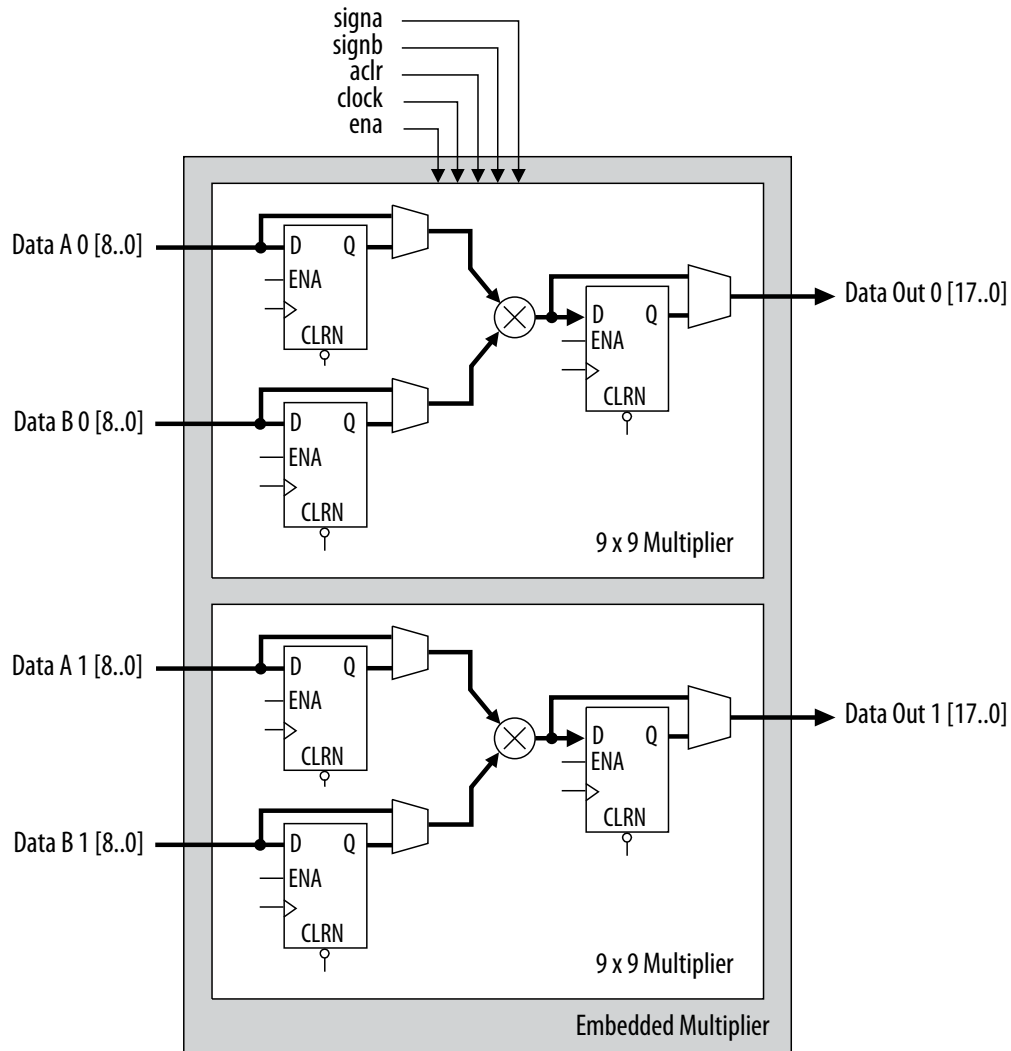 signa
signb
aclr
clock
ena
Data A 0 [8..0]
D Q
ENA
CLRN
Data B 0 [8..0]
D Q
ENA
CLRN
D Q
ENA
CLRN
Data Out 0 [17..0]
9 x 9 Multiplier
Data A 1 [8..0]
D Q
ENA
CLRN
Data B 1 [8..0]
D Q
ENA
CLRN
D Q
ENA
CLRN
Data Out 1 [17..0]
9 x 9 Multiplier
Embedded Multiplier